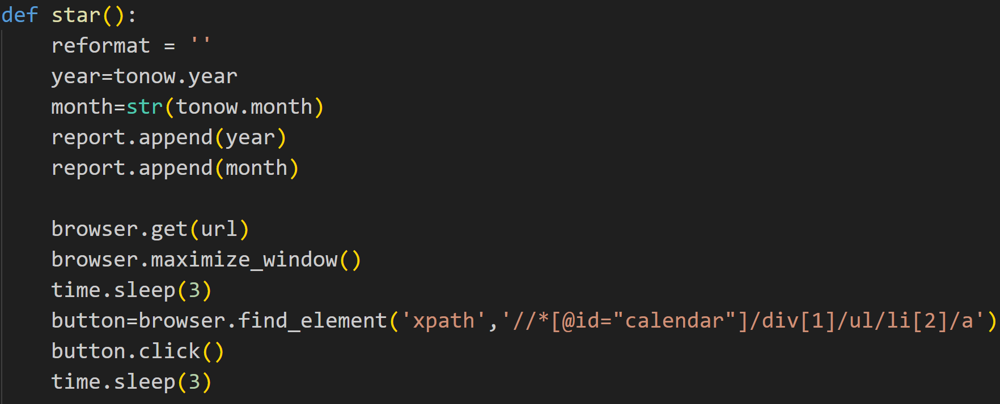 def star():
    reformat = ''
    year=tonow.year
    month=str(tonow.month)
    report.append(year)
    report.append(month)

    browser.get(url)
    browser.maximize_window()
    time.sleep(3)
    button=browser.find_element('xpath','//*[@id="calendar"]/div[1]/ul/li[2]/a')
    button.click()
    time.sleep(3)